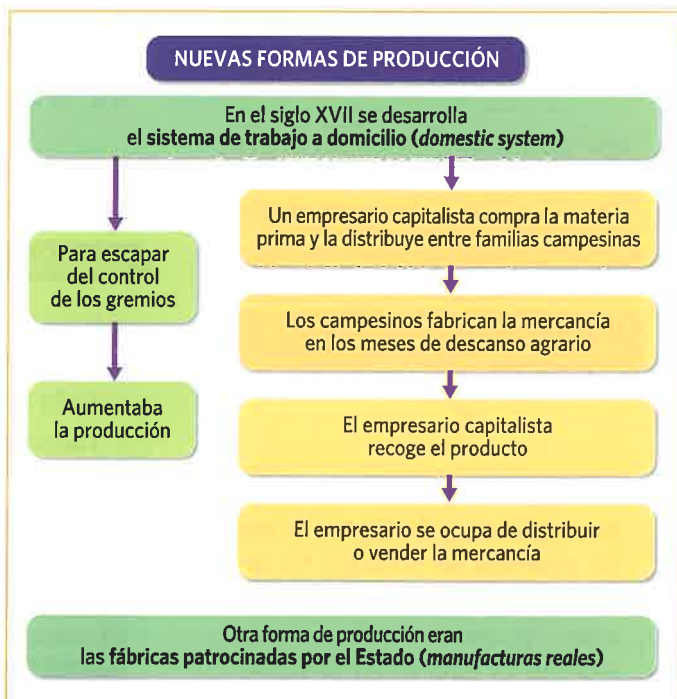 NUEVAS FORMAS DE PRODUCCIÓN
En el siglo XVII se desarrolla
el sistema de trabajo a domicilio (domestic system)
Para escapar
del control
de los gremios
Aumentaba
la producción
Un empresario capitalista compra la materia
prima y la distribuye entre familias campesinas
Los campesinos fabrican la mercancía
en los meses de descanso agrario
El empresario capitalista
recoge el producto
El empresario se ocupa de distribuir
o vender la mercancía
Otra forma de producción eran
las fábricas patrocinadas por el Estado (manufacturas reales)